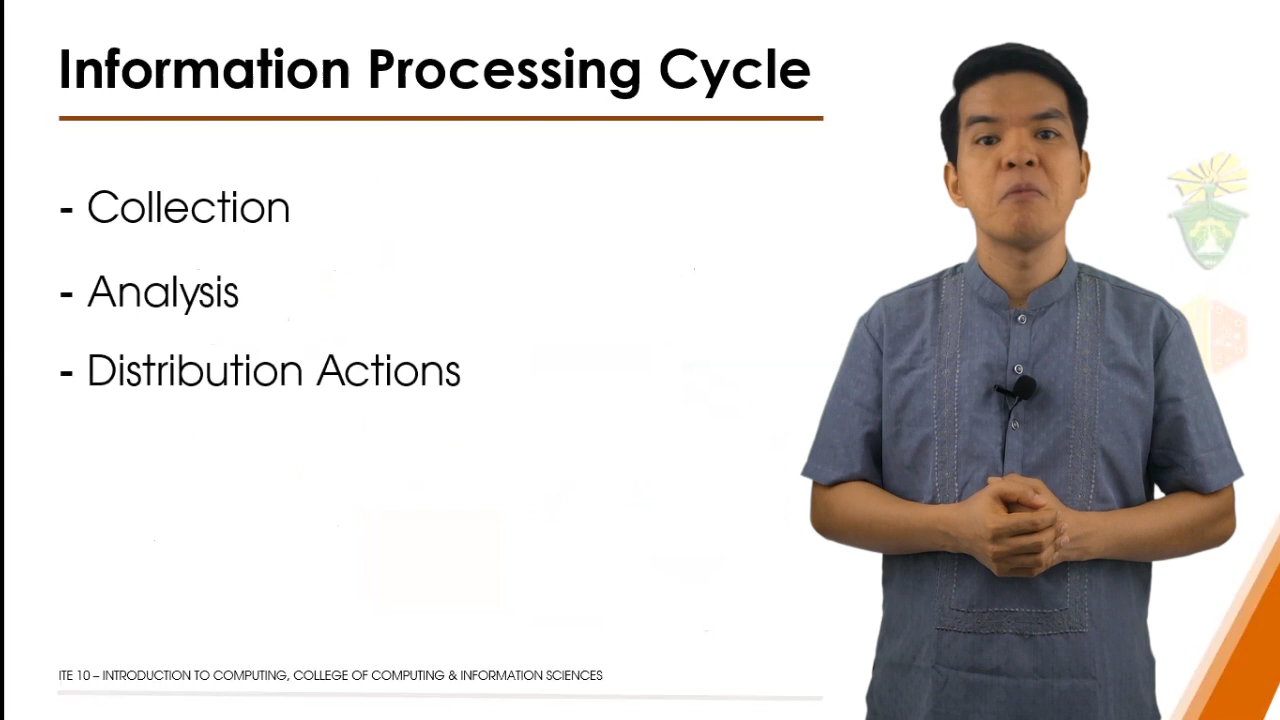 Information Processing Cycle
- Collection
- Analysis
- Distribution Actions
ITE 10 – INTRODUCTION TO COMPUTING, COLLEGE OF COMPUTING & INFORMATION SCIENCES